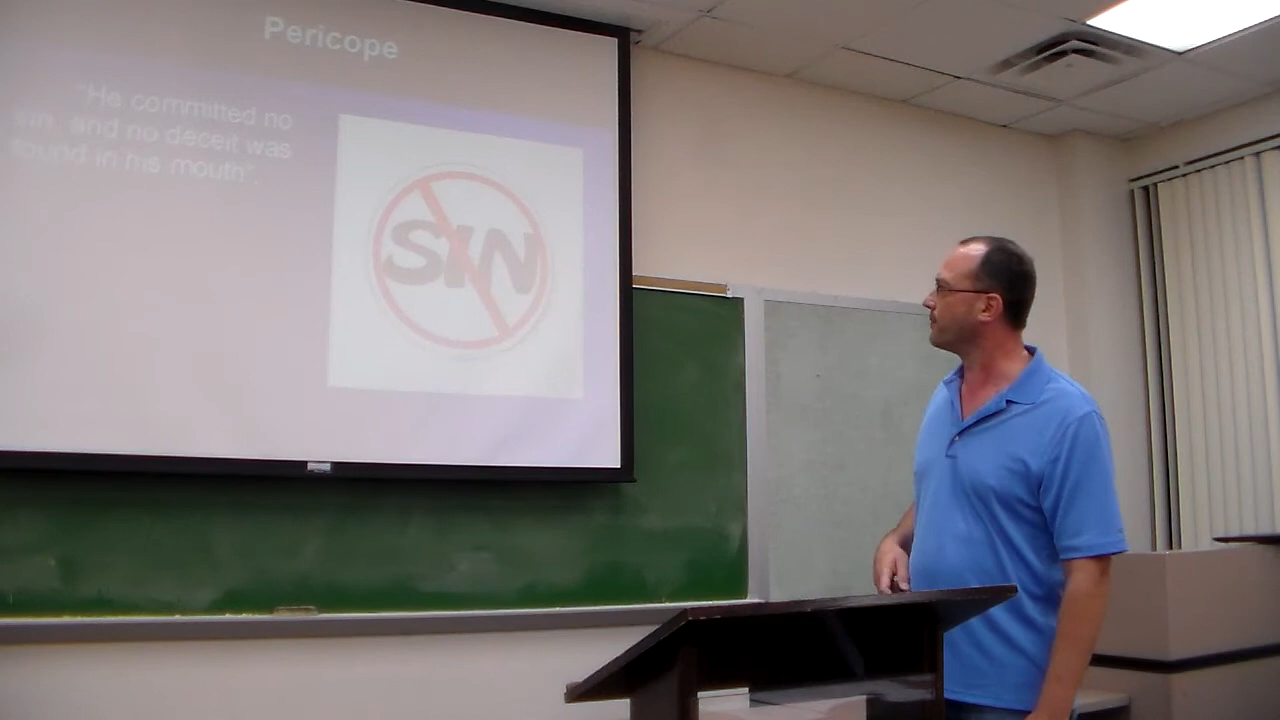 Pericope
"He committed no
sin, and no deceit was
found in his mouth".
SIN